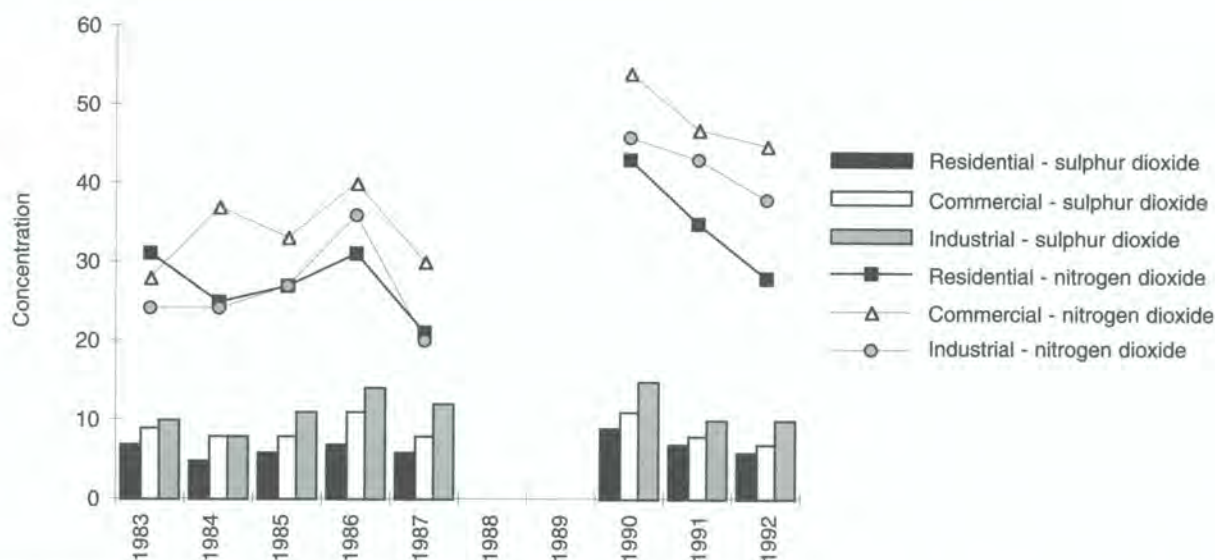 60
50
40
30
20
10
0
Concentration
1983
1984
1985
1986
1987
1988
1989
1990
1991
1992
Residential - sulphur dioxide
Commercial - sulphur dioxide
Industrial - sulphur dioxide
Residential - nitrogen dioxide
Commercial - nitrogen dioxide
Industrial - nitrogen dioxide